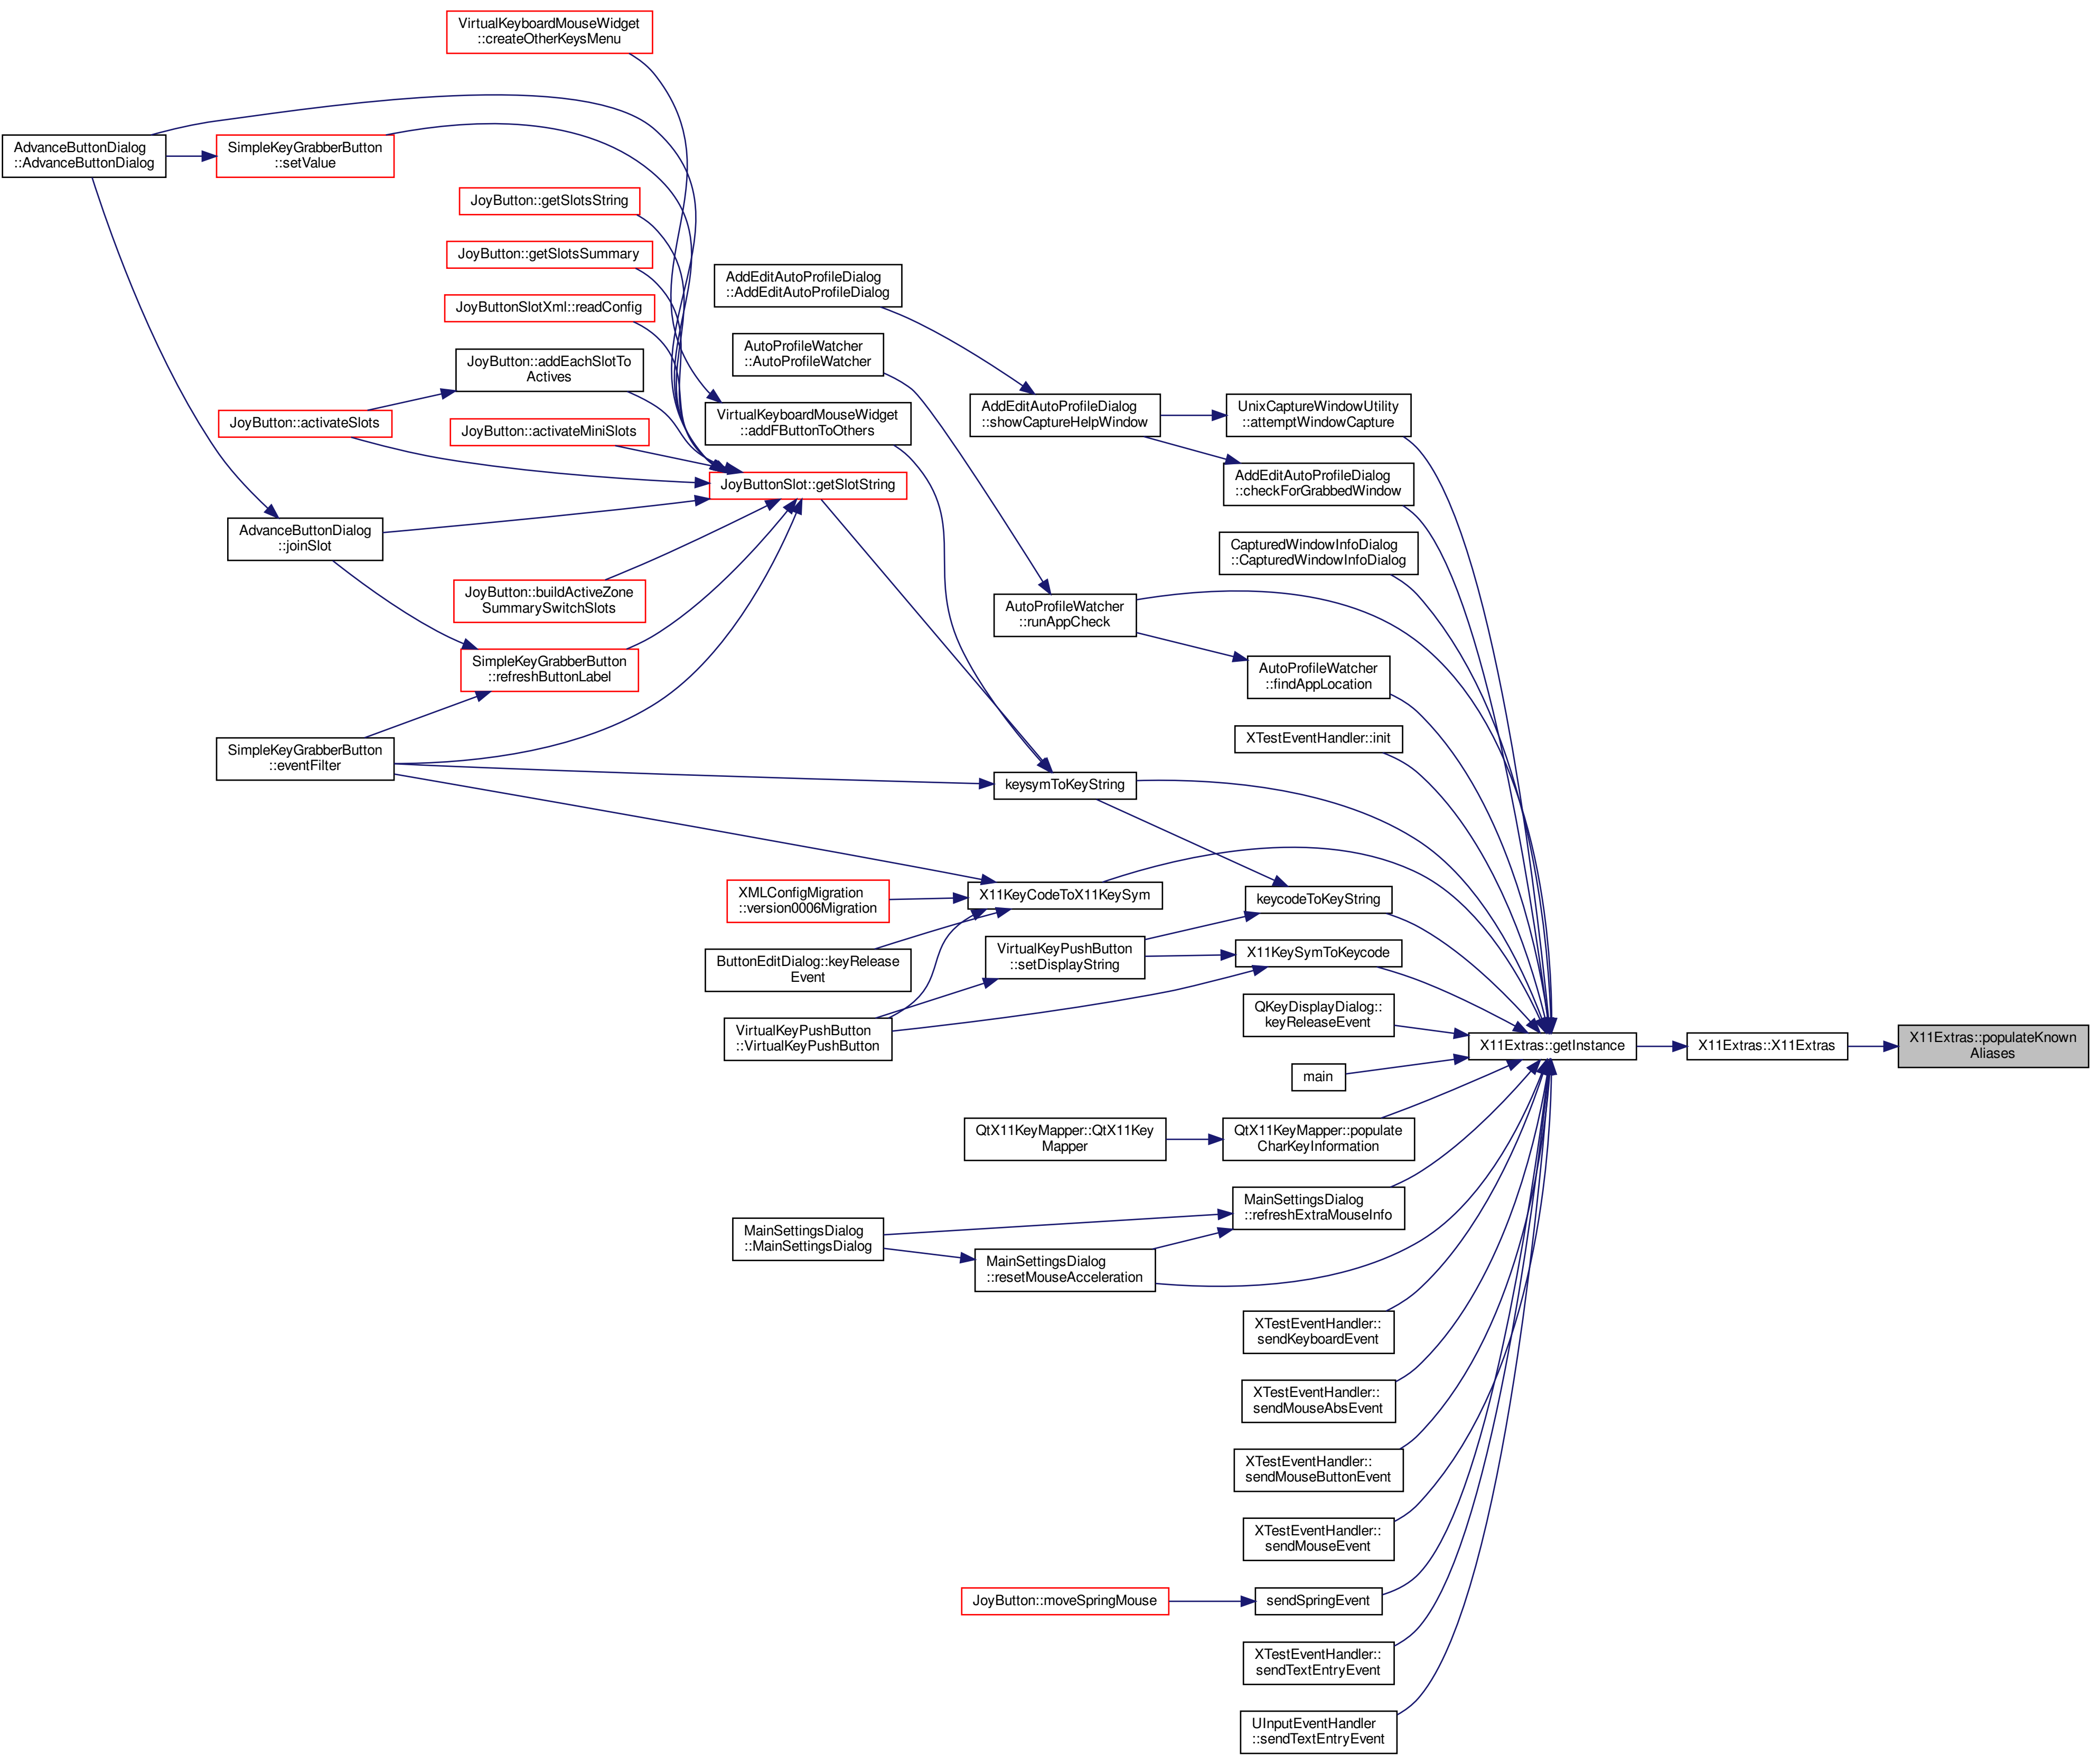 VirtualKeyboardMouseWidget
::createOtherKeysMenu
AdvanceButtonDialog
::AdvanceButtonDialog
SimpleKeyGrabberButton
::setValue
JoyButton::getSlotsString
JoyButton::getSlotsSummary
JoyButtonSlotXml::readConfig
JoyButton::addEachSlotTo
Actives
JoyButton::activateSlots
JoyButton::activateMiniSlots
AdvanceButtonDialog
::joinSlot
JoyButton::buildActiveZone
SummarySwitchSlots
SimpleKeyGrabberButton
::refreshButtonLabel
SimpleKeyGrabberButton
::eventFilter
AddEditAutoProfileDialog
::AddEditAutoProfileDialog
AutoProfileWatcher
::AutoProfileWatcher
VirtualKeyboardMouseWidget
::addFButtonToOthers
JoyButtonSlot::getSlotString
AddEditAutoProfileDialog
::showCaptureHelpWindow
UnixCaptureWindowUtility
::attemptWindowCapture
AddEditAutoProfileDialog
::checkForGrabbedWindow
CapturedWindowInfoDialog
::CapturedWindowInfoDialog
AutoProfileWatcher
::runAppCheck
AutoProfileWatcher
::findAppLocation
XTestEventHandler::init
keysymToKeyString
X11KeyCodeToX11KeySym
keycodeToKeyString
XMLConfigMigration
::version0006Migration
ButtonEditDialog::keyRelease
Event
VirtualKeyPushButton
::setDisplayString
X11KeySymToKeycode
VirtualKeyPushButton
::VirtualKeyPushButton
QKeyDisplayDialog::
keyReleaseEvent
X11Extras::getInstance
X11Extras::X11Extras
X11Extras::populateKnown
Aliases
main
QtX11KeyMapper::QtX11Key
Mapper
QtX11KeyMapper::populate
CharKeyInformation
MainSettingsDialog
::refreshExtraMouseInfo
MainSettingsDialog
::MainSettingsDialog
MainSettingsDialog
::resetMouseAcceleration
XTestEventHandler::
sendKeyboardEvent
XTestEventHandler::
sendMouseAbsEvent
XTestEventHandler::
sendMouseButtonEvent
XTestEventHandler::
sendMouseEvent
JoyButton::moveSpringMouse
sendSpringEvent
XTestEventHandler::
sendTextEntryEvent
UInputEventHandler
::sendTextEntryEvent